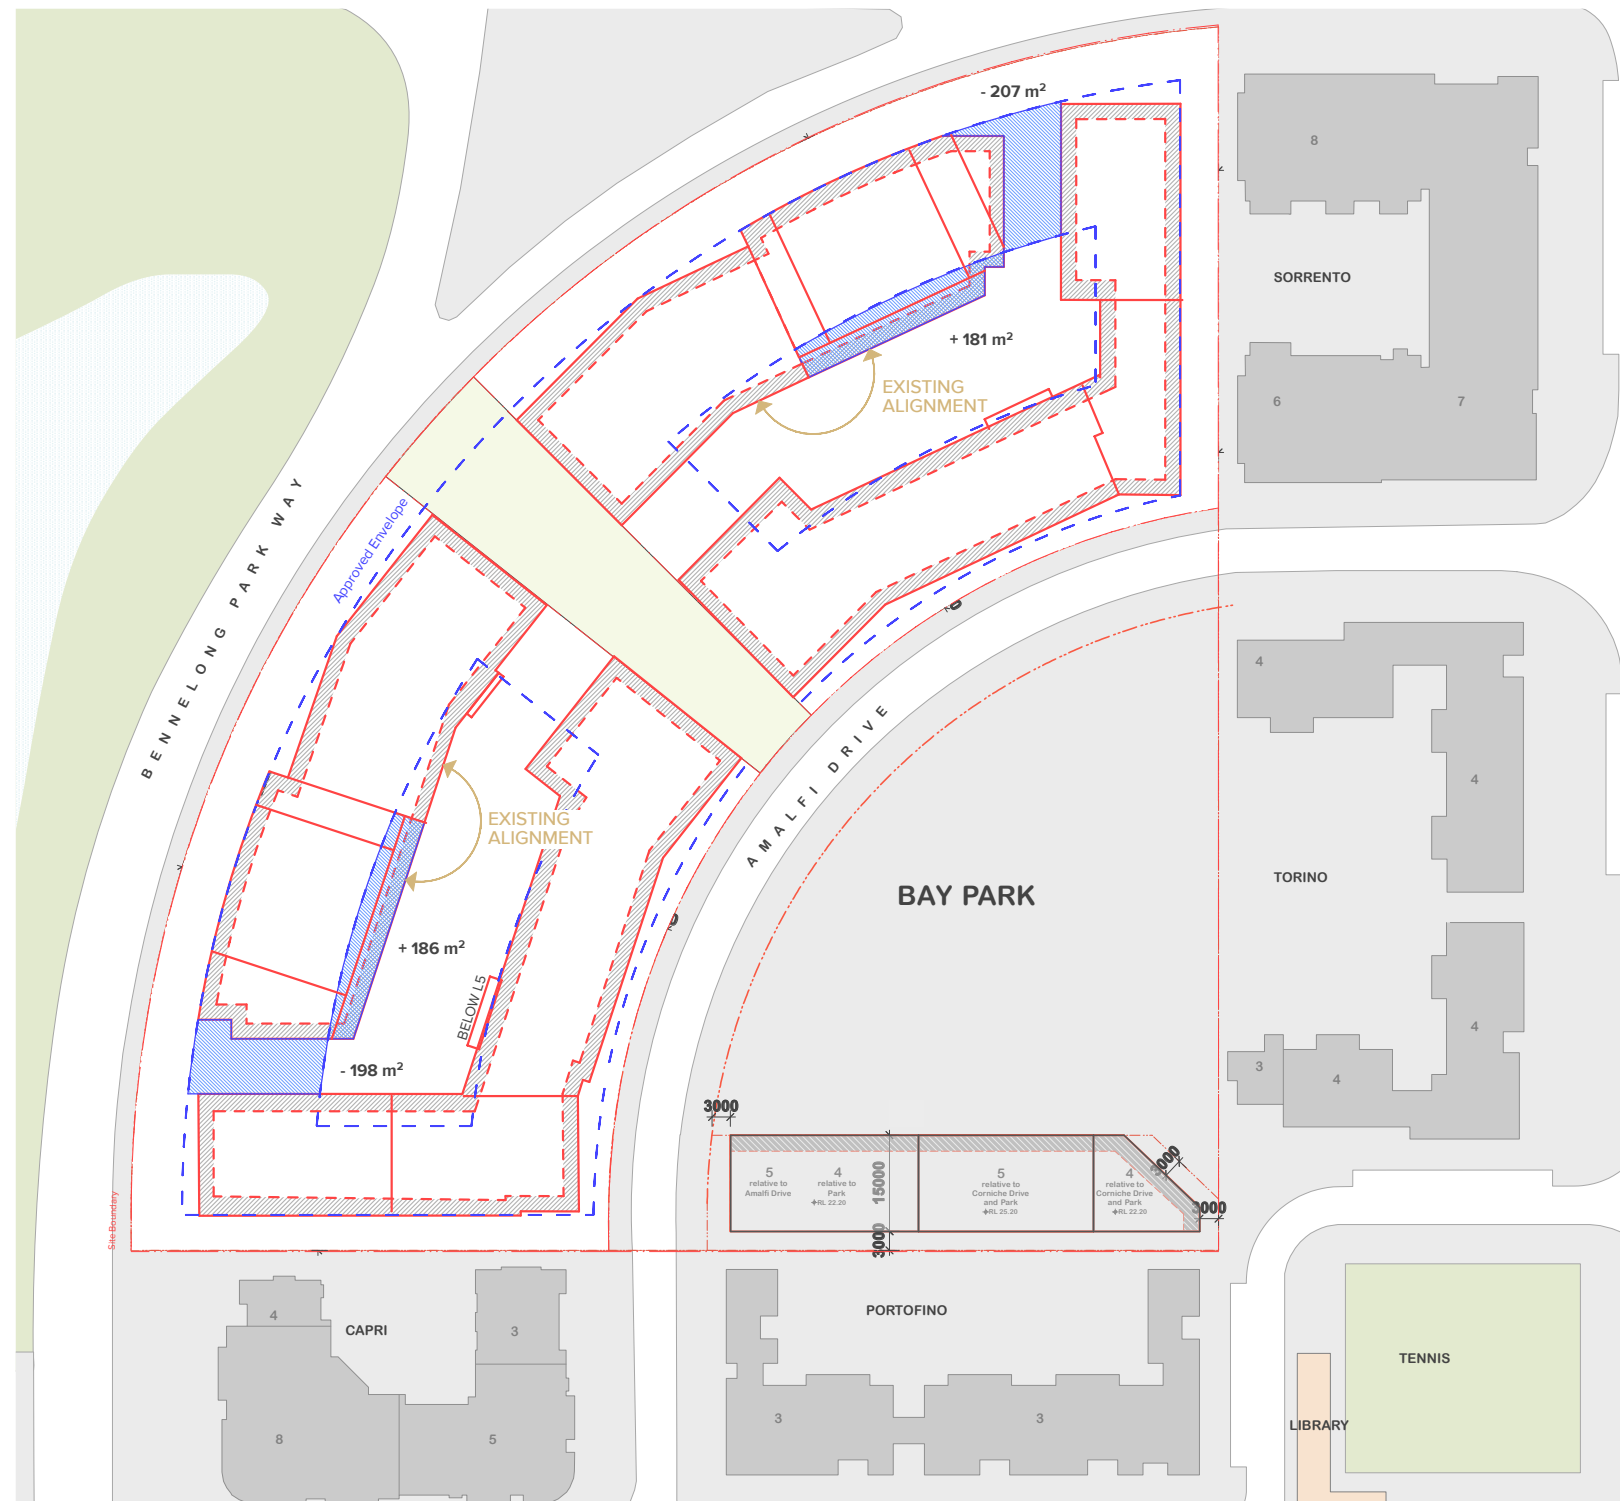 - 207 m²
8
SORRENTO
+ 181 m²
EXISTING
ALIGNMENT
6
7
BENNELONG PARK WAY
Approved Envelope
4
AMALFI DRIVE
4
EXISTING
ALIGNMENT
BAY PARK
TORINO
+ 186 m²
BELOW L5
4
- 198 m²
3
4
3000
3000
5
relative to
Amalfi Drive
4
relative to
Park
RL 22.20
15000
5
relative to
Corniche Drive
and Park
RL 25.20
4
relative to
Corniche Drive
and Park
RL 22.20
3000
3000
Site Boundary
4
CAPRI
3
PORTOFINO
TENNIS
8
5
3
3
LIBRARY